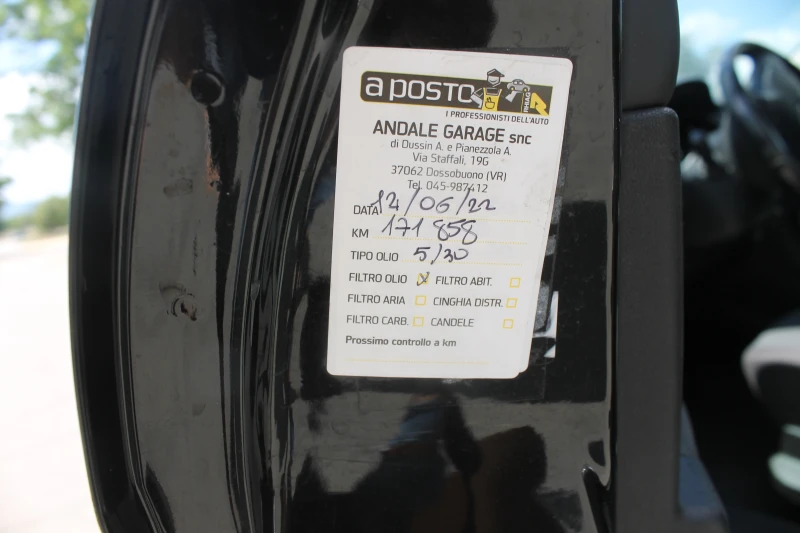 a posto
RHIAG
I PROFESSIONISTI DELL'AUTO
ANDALE GARAGE snc
di Dussin A. e Pianezzola A.
Via Staffali, 19G
37062 Dossobuono (VR)
Tel. 045-987412
DATA 14/06/22
KM 171 858
TIPO OLIO 5/30
FILTRO OLIO X FILTRO ABIT.
FILTRO ARIA CINGHIA DISTR.
FILTRO CARB. CANDELE
Prossimo controllo a km